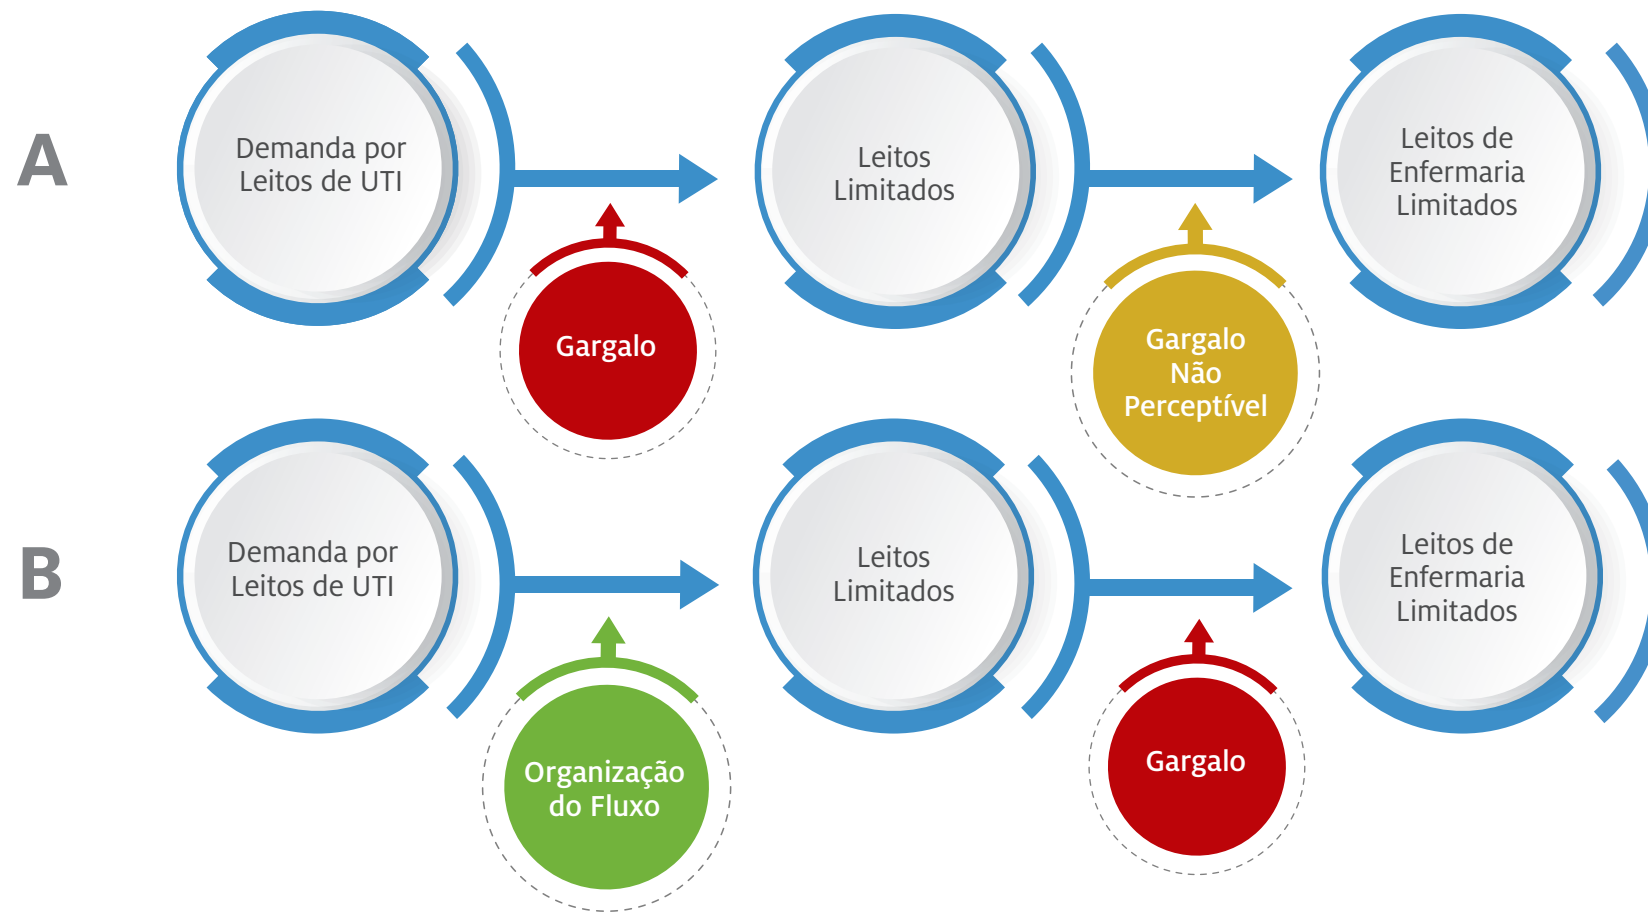 A
Demanda por
Leitos de UTI
Leitos
Limitados
Leitos de
Enfermaria
Limitados
Gargalo
Gargalo
Não
Perceptível
B
Demanda por
Leitos de UTI
Leitos
Limitados
Leitos de
Enfermaria
Limitados
Organização
do Fluxo
Gargalo